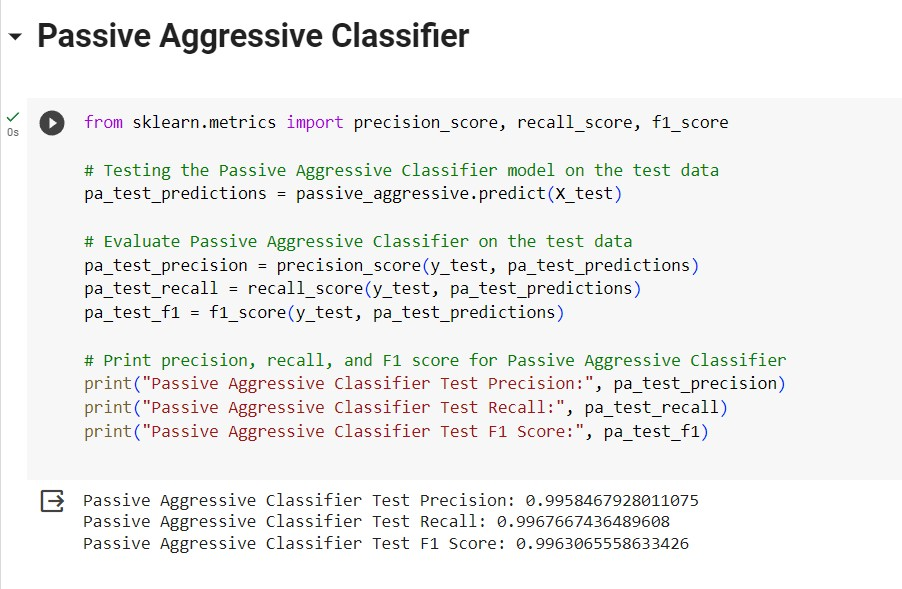 Passive Aggressive Classifier
0s
from sklearn.metrics import precision_score, recall_score, f1_score
# Testing the Passive Aggressive Classifier model on the test data
pa_test_predictions = passive_aggressive.predict(X_test)
# Evaluate Passive Aggressive Classifier on the test data
pa_test_precision = precision_score(y_test, pa_test_predictions)
pa_test_recall = recall_score(y_test, pa_test_predictions)
pa_test_f1 = f1_score(y_test, pa_test_predictions)
# Print precision, recall, and F1 score for Passive Aggressive Classifier
print("Passive Aggressive Classifier Test Precision:", pa_test_precision)
print("Passive Aggressive Classifier Test Recall:", pa_test_recall)
print("Passive Aggressive Classifier Test F1 Score:", pa_test_f1)
Passive Aggressive Classifier Test Precision: 0.9958467928011075
Passive Aggressive Classifier Test Recall: 0.9967667436489608
Passive Aggressive Classifier Test F1 Score: 0.9963065558633426